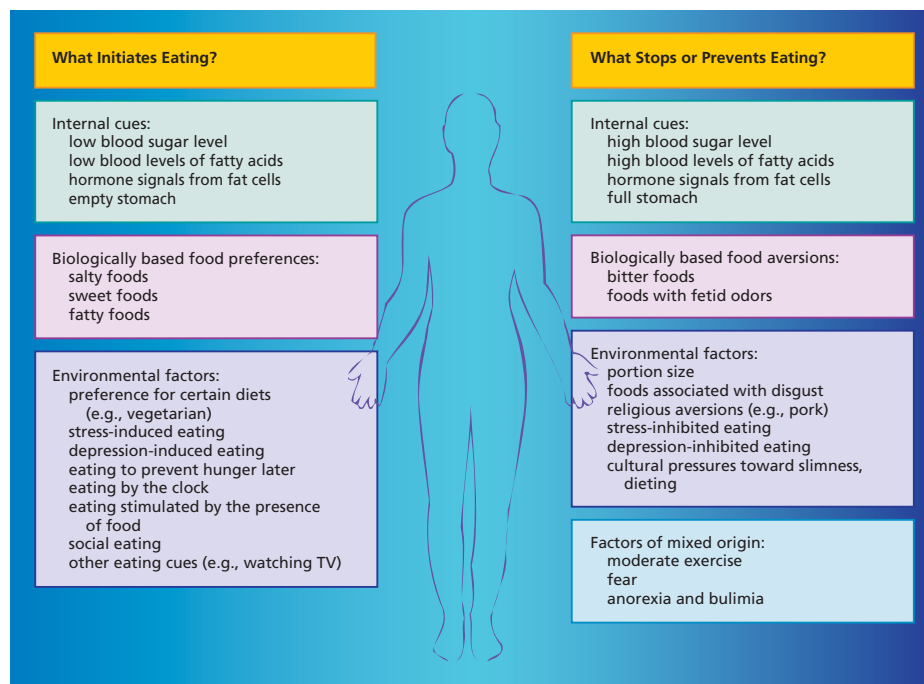 What Initiates Eating?
Internal cues:
low blood sugar level
low blood levels of fatty acids
hormone signals from fat cells
empty stomach
Biologically based food preferences:
salty foods
sweet foods
fatty foods
Environmental factors:
preference for certain diets
(e.g., vegetarian)
stress-induced eating
depression-induced eating
eating to prevent hunger later
eating by the clock
eating stimulated by the presence
of food
social eating
other eating cues (e.g., watching TV)
What Stops or Prevents Eating?
Internal cues:
high blood sugar level
high blood levels of fatty acids
hormone signals from fat cells
full stomach
Biologically based food aversions:
bitter foods
foods with fetid odors
Environmental factors:
portion size
foods associated with disgust
religious aversions (e.g., pork)
stress-inhibited eating
depression-inhibited eating
cultural pressures toward slimness,
dieting
Factors of mixed origin:
moderate exercise
fear
anorexia and bulimia